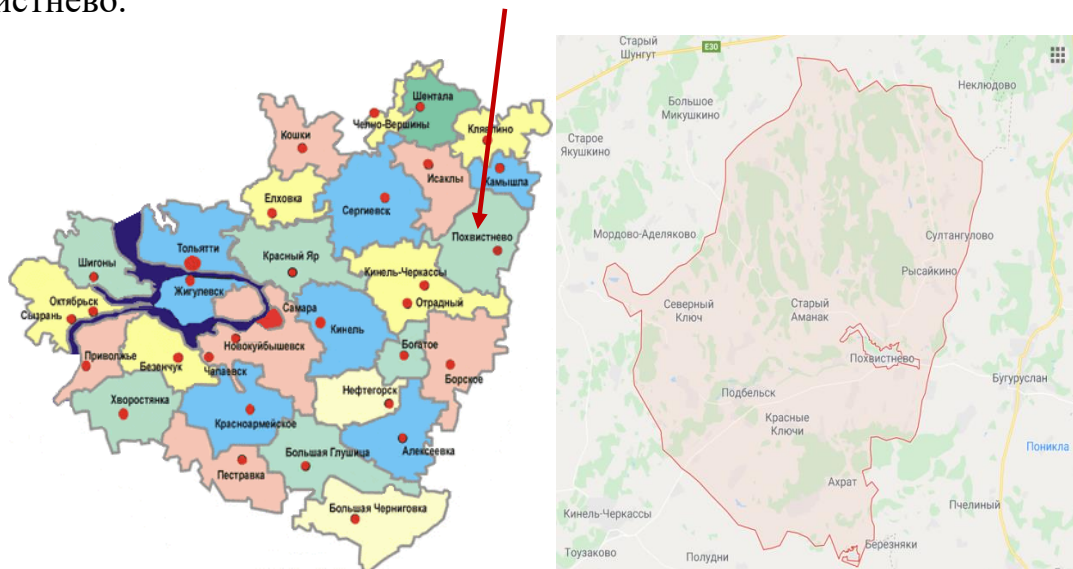 истнево.
Шентала
Челно-Вершины
Клявлино
Кошки
Исаклы
Камышла
Елховка
Сергиевск
Похвистнево
Тольятти
Красный Яр
Кинель-Черкассы
Шигоны
Жигулевск
Отрадный
Октябрьск
Самара
Сызрань
Кинель
Новокуйбышевск
Богатое
Приволжье
Безенчук
Чапаевск
Борское
Нефтегорск
Хворостянка
Красноармейское
Алексеевка
Большая Глушица
Пестравка
Большая Черниговка
Старый
Шунгут
E30
Неклюдово
Большое
Микушкино
Старое
Якушкино
Мордово-Аделяково
Султангулово
Рысайкино
Северный
Ключ
Старый
Аманак
Похвистнево
Бугуруслан
Подбельск
Красные
Ключи
Поникла
Ахрат
Пчелиный
Кинель-Черкассы
Березняки
Тоузаково
Полудни